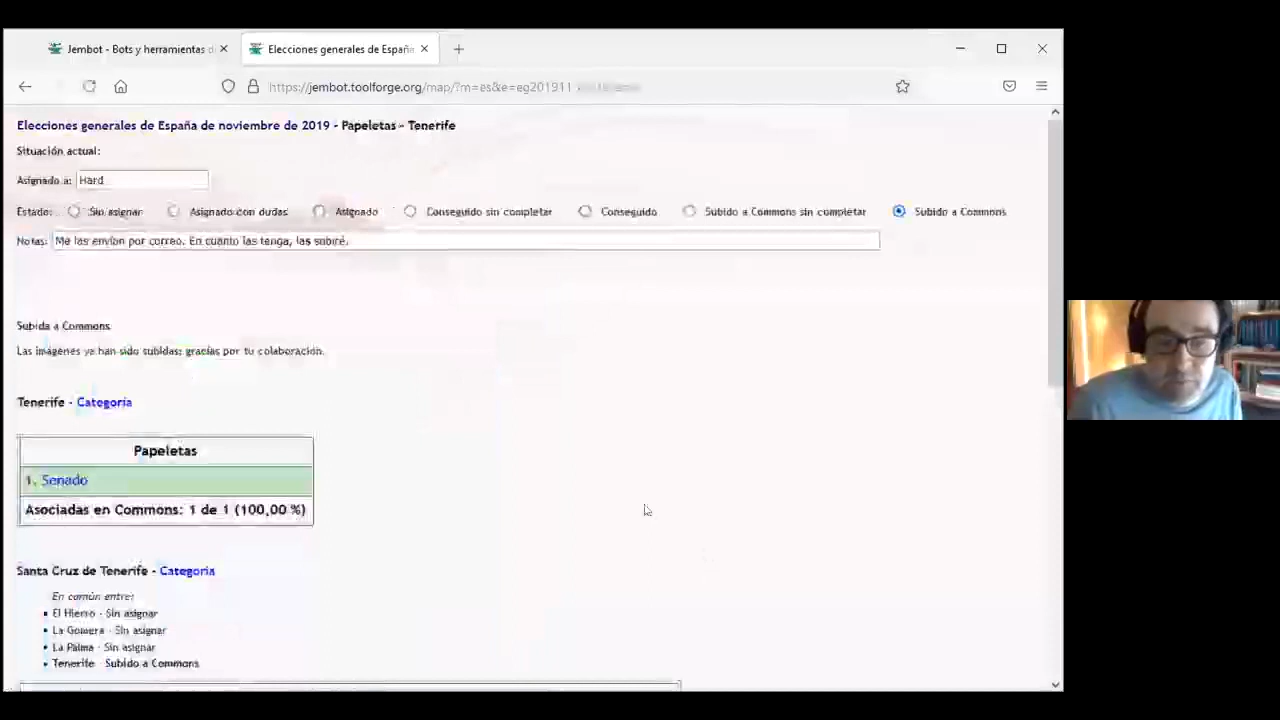 Jembot - Bots y herramientas d
Elecciones generales de España
https://jembot.toolforge.org/map/?m=es&e=eg201911
Elecciones generales de España de noviembre de 2019 - Papeletas - Tenerife
Situación actual:
Asignado a: Hard
Estado: Sin asignar Asignado con dudas Asignado Conseguido sin completar Conseguido Subido a Commons sin completar Subido a Commons
Notas: Me las envían por correo. En cuanto las tenga, las subiré.
Subida a Commons
Las imágenes ya han sido subidas; gracias por tu colaboración.
Tenerife - Categoría
Papeletas
1. Senado
Asociadas en Commons: 1 de 1 (100,00 %)
Santa Cruz de Tenerife - Categoría
En común entre:
El Hierro - Sin asignar
La Gomera - Sin asignar
La Palma - Sin asignar
Tenerife - Subido a Commons